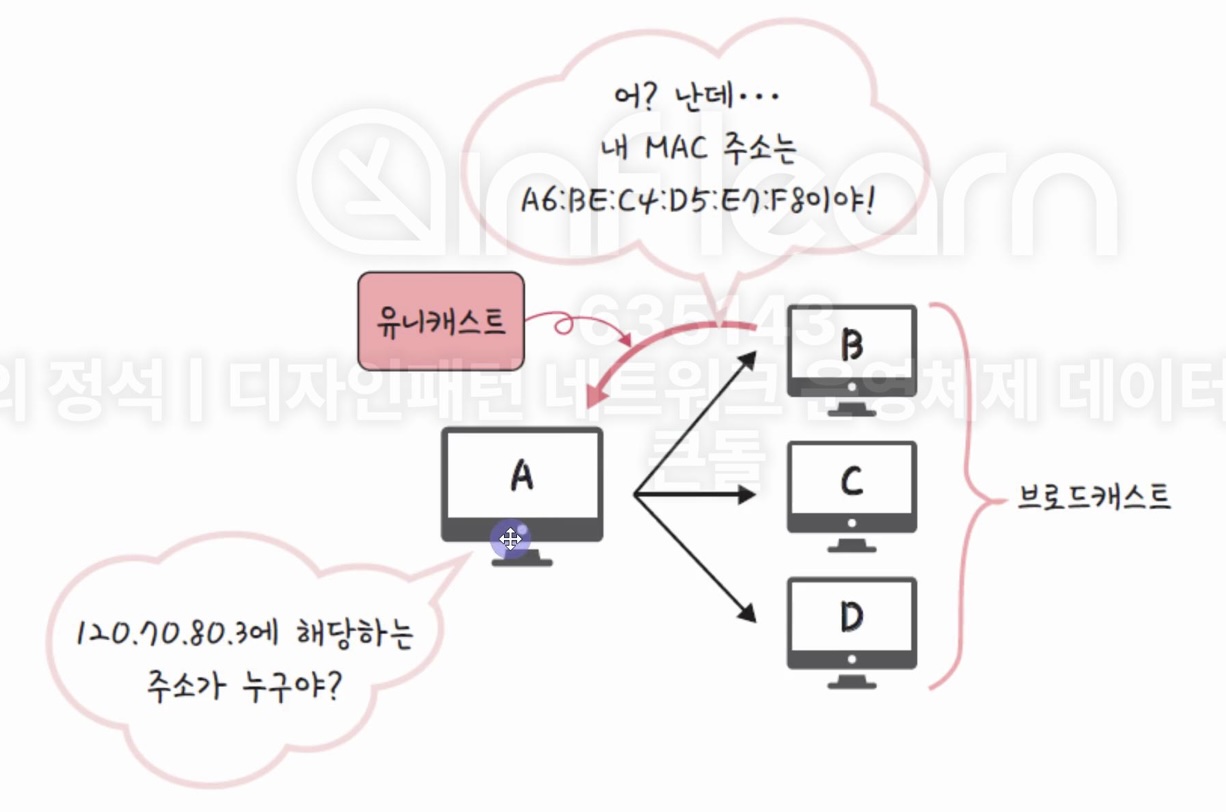 어? 난데···
내 MAC 주소는
A6:BE:C4:D5:E7:F8이야!
inflearn
유니캐스트
635143
B
의 정석 | 디자인패턴 네트워크 운영체제 데이터
큰돌
A
C
브로드캐스트
D
120.70.80.3에 해당하는
주소가 누구야?